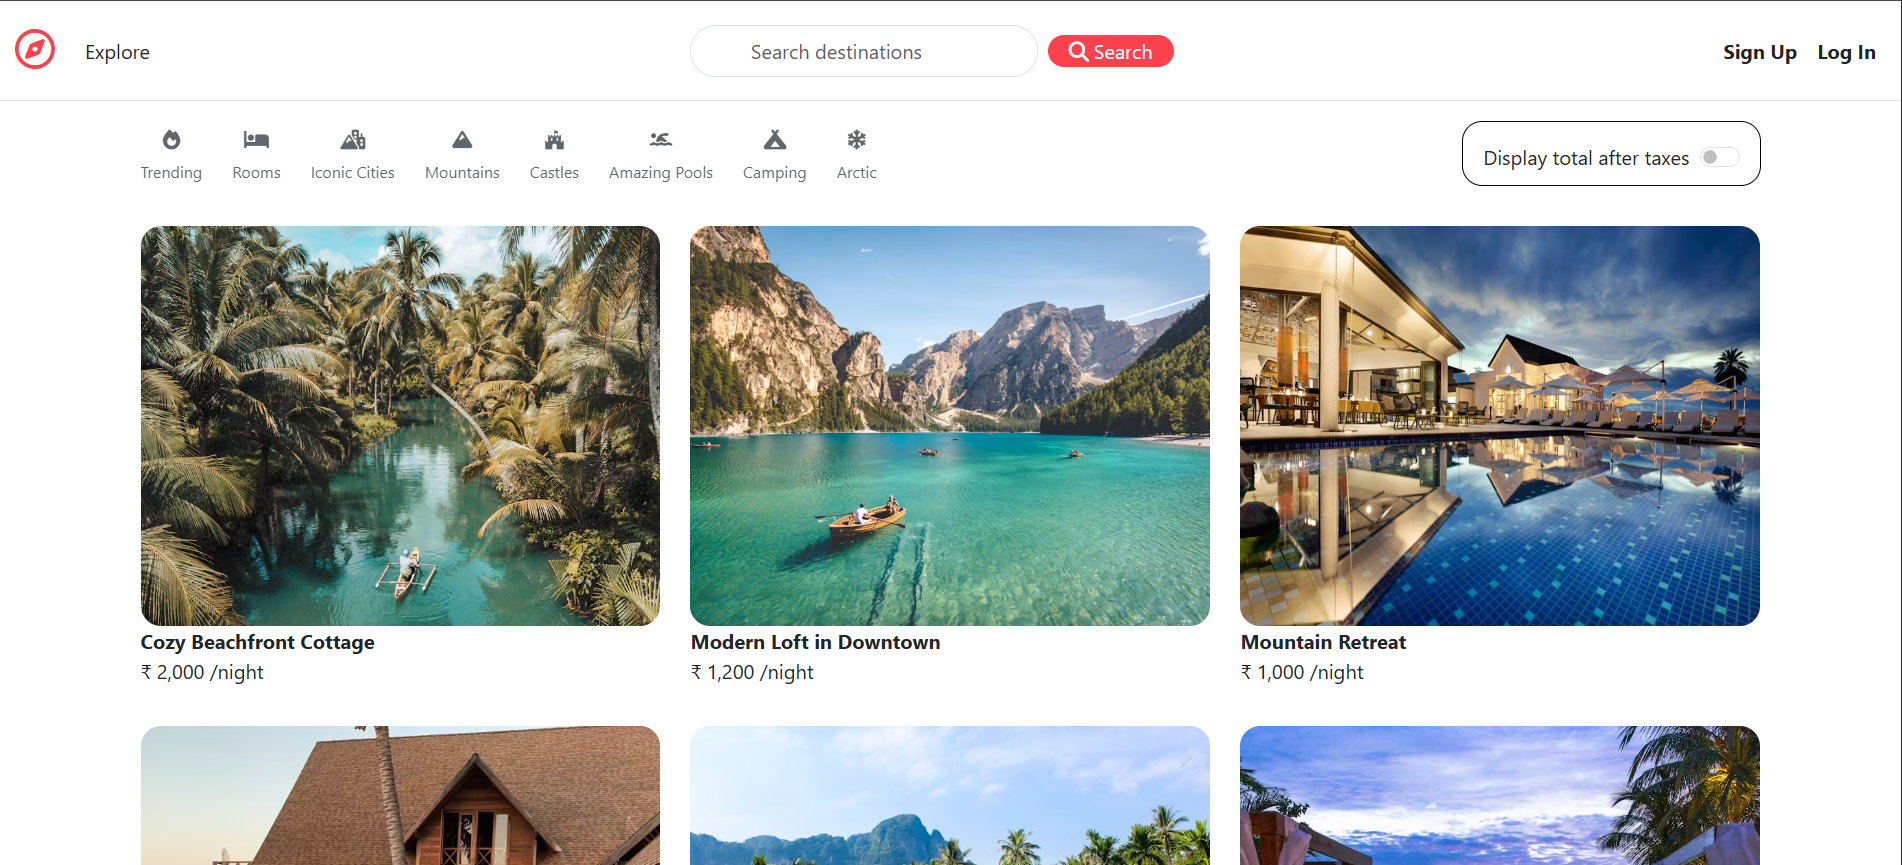 Explore
Search destinations
Search
Sign Up Log In
Trending Rooms Iconic Cities Mountains Castles Amazing Pools Camping Arctic
Display total after taxes
Cozy Beachfront Cottage
₹ 2,000 /night
Modern Loft in Downtown
₹ 1,200 /night
Mountain Retreat
₹ 1,000 /night